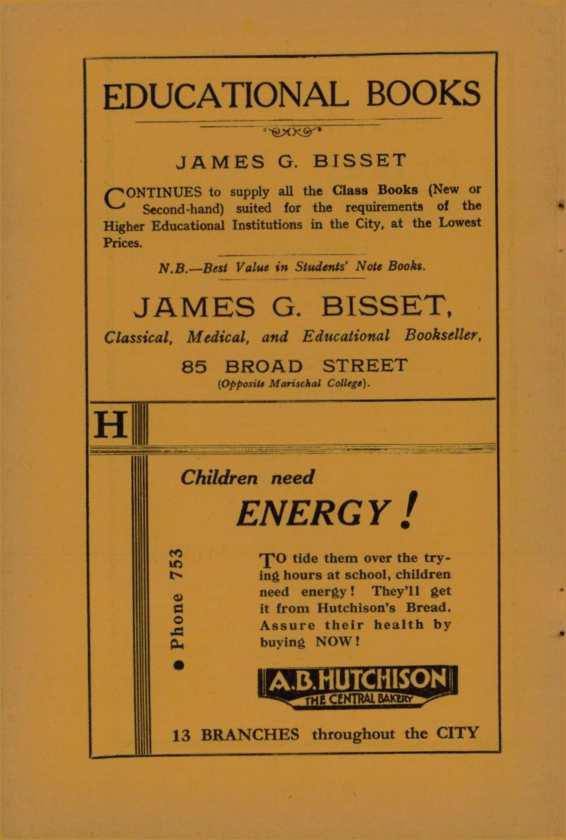 EDUCATIONAL BOOKS
JAMES G. BISSET
CONTINUES to supply all the Class Books (New or
Second-hand) suited for the requirements of the
Higher Educational Institutions in the City, at the Lowest
Prices.
N.B.—Best Value in Students' Note Books.
JAMES G. BISSET,
Classical, Medical, and Educational Bookseller,
85 BROAD STREET
(Opposite Marischal College).
H
Children need
ENERGY!
TO tide them over the try-
ing hours at school, children
need energy! They'll get
it from Hutchison's Bread.
Assure their health by
buying NOW!
● Phone 753
A.B. HUTCHISON
THE CENTRAL BAKERY
13 BRANCHES throughout the CITY